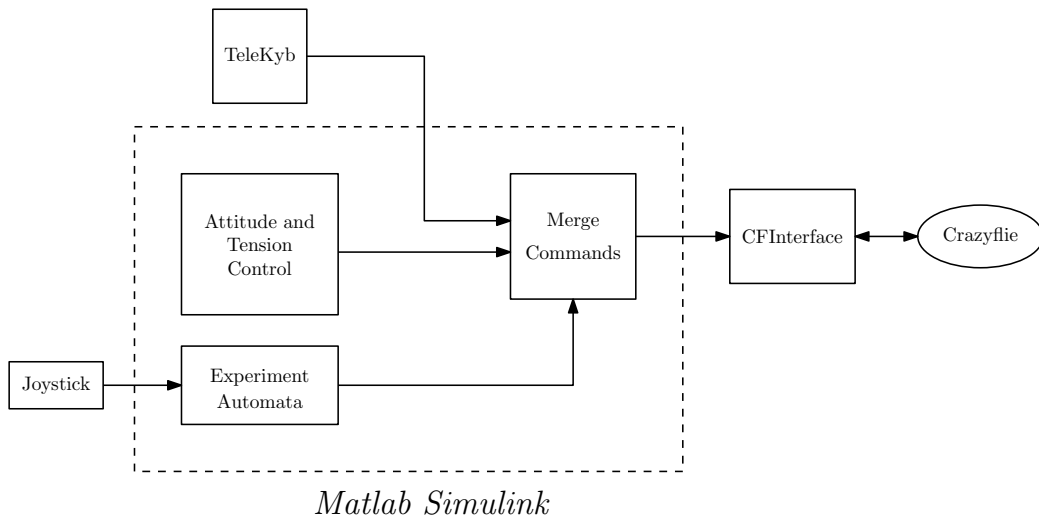 TeleKyb
Attitude and
Tension
Control
Merge
Commands
CFInterface
Crazyflie
Joystick
Experiment
Automata
Matlab Simulink